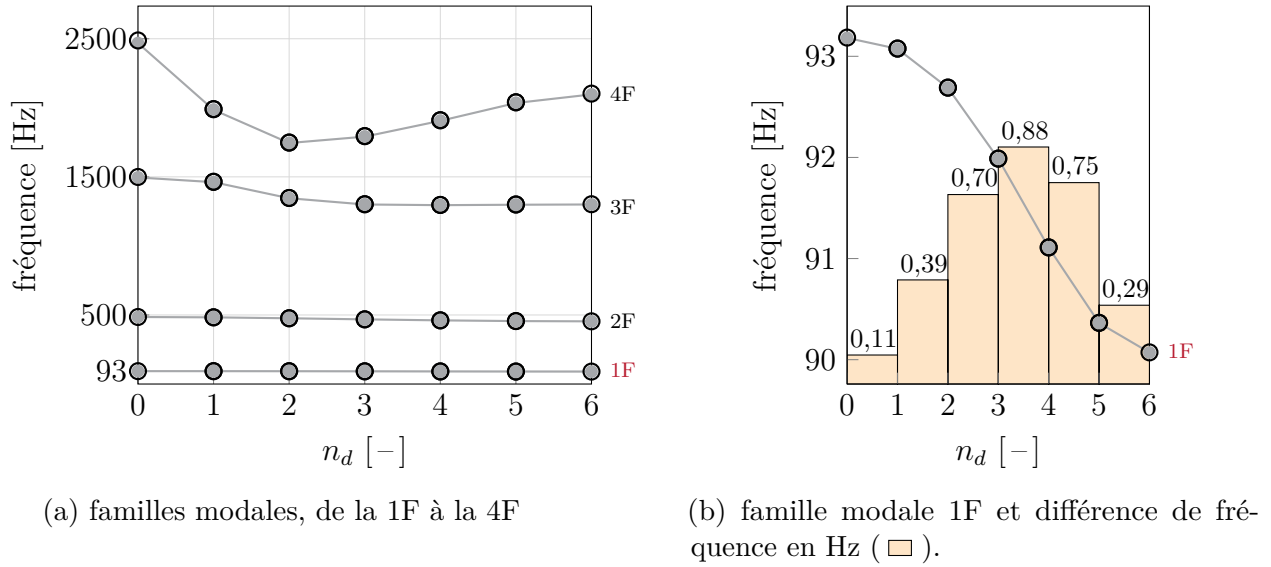 2500
1500
500
93
fréquence [Hz]
4F
3F
2F
1F
0 1 2 3 4 5 6
n_d [–]
(a) familles modales, de la 1F à la 4F
93
92
91
90
fréquence [Hz]
0,11
0,39
0,70
0,88
0,75
0,29
1F
0 1 2 3 4 5 6
n_d [–]
(b) famille modale 1F et différence de fré-
quence en Hz ( ).